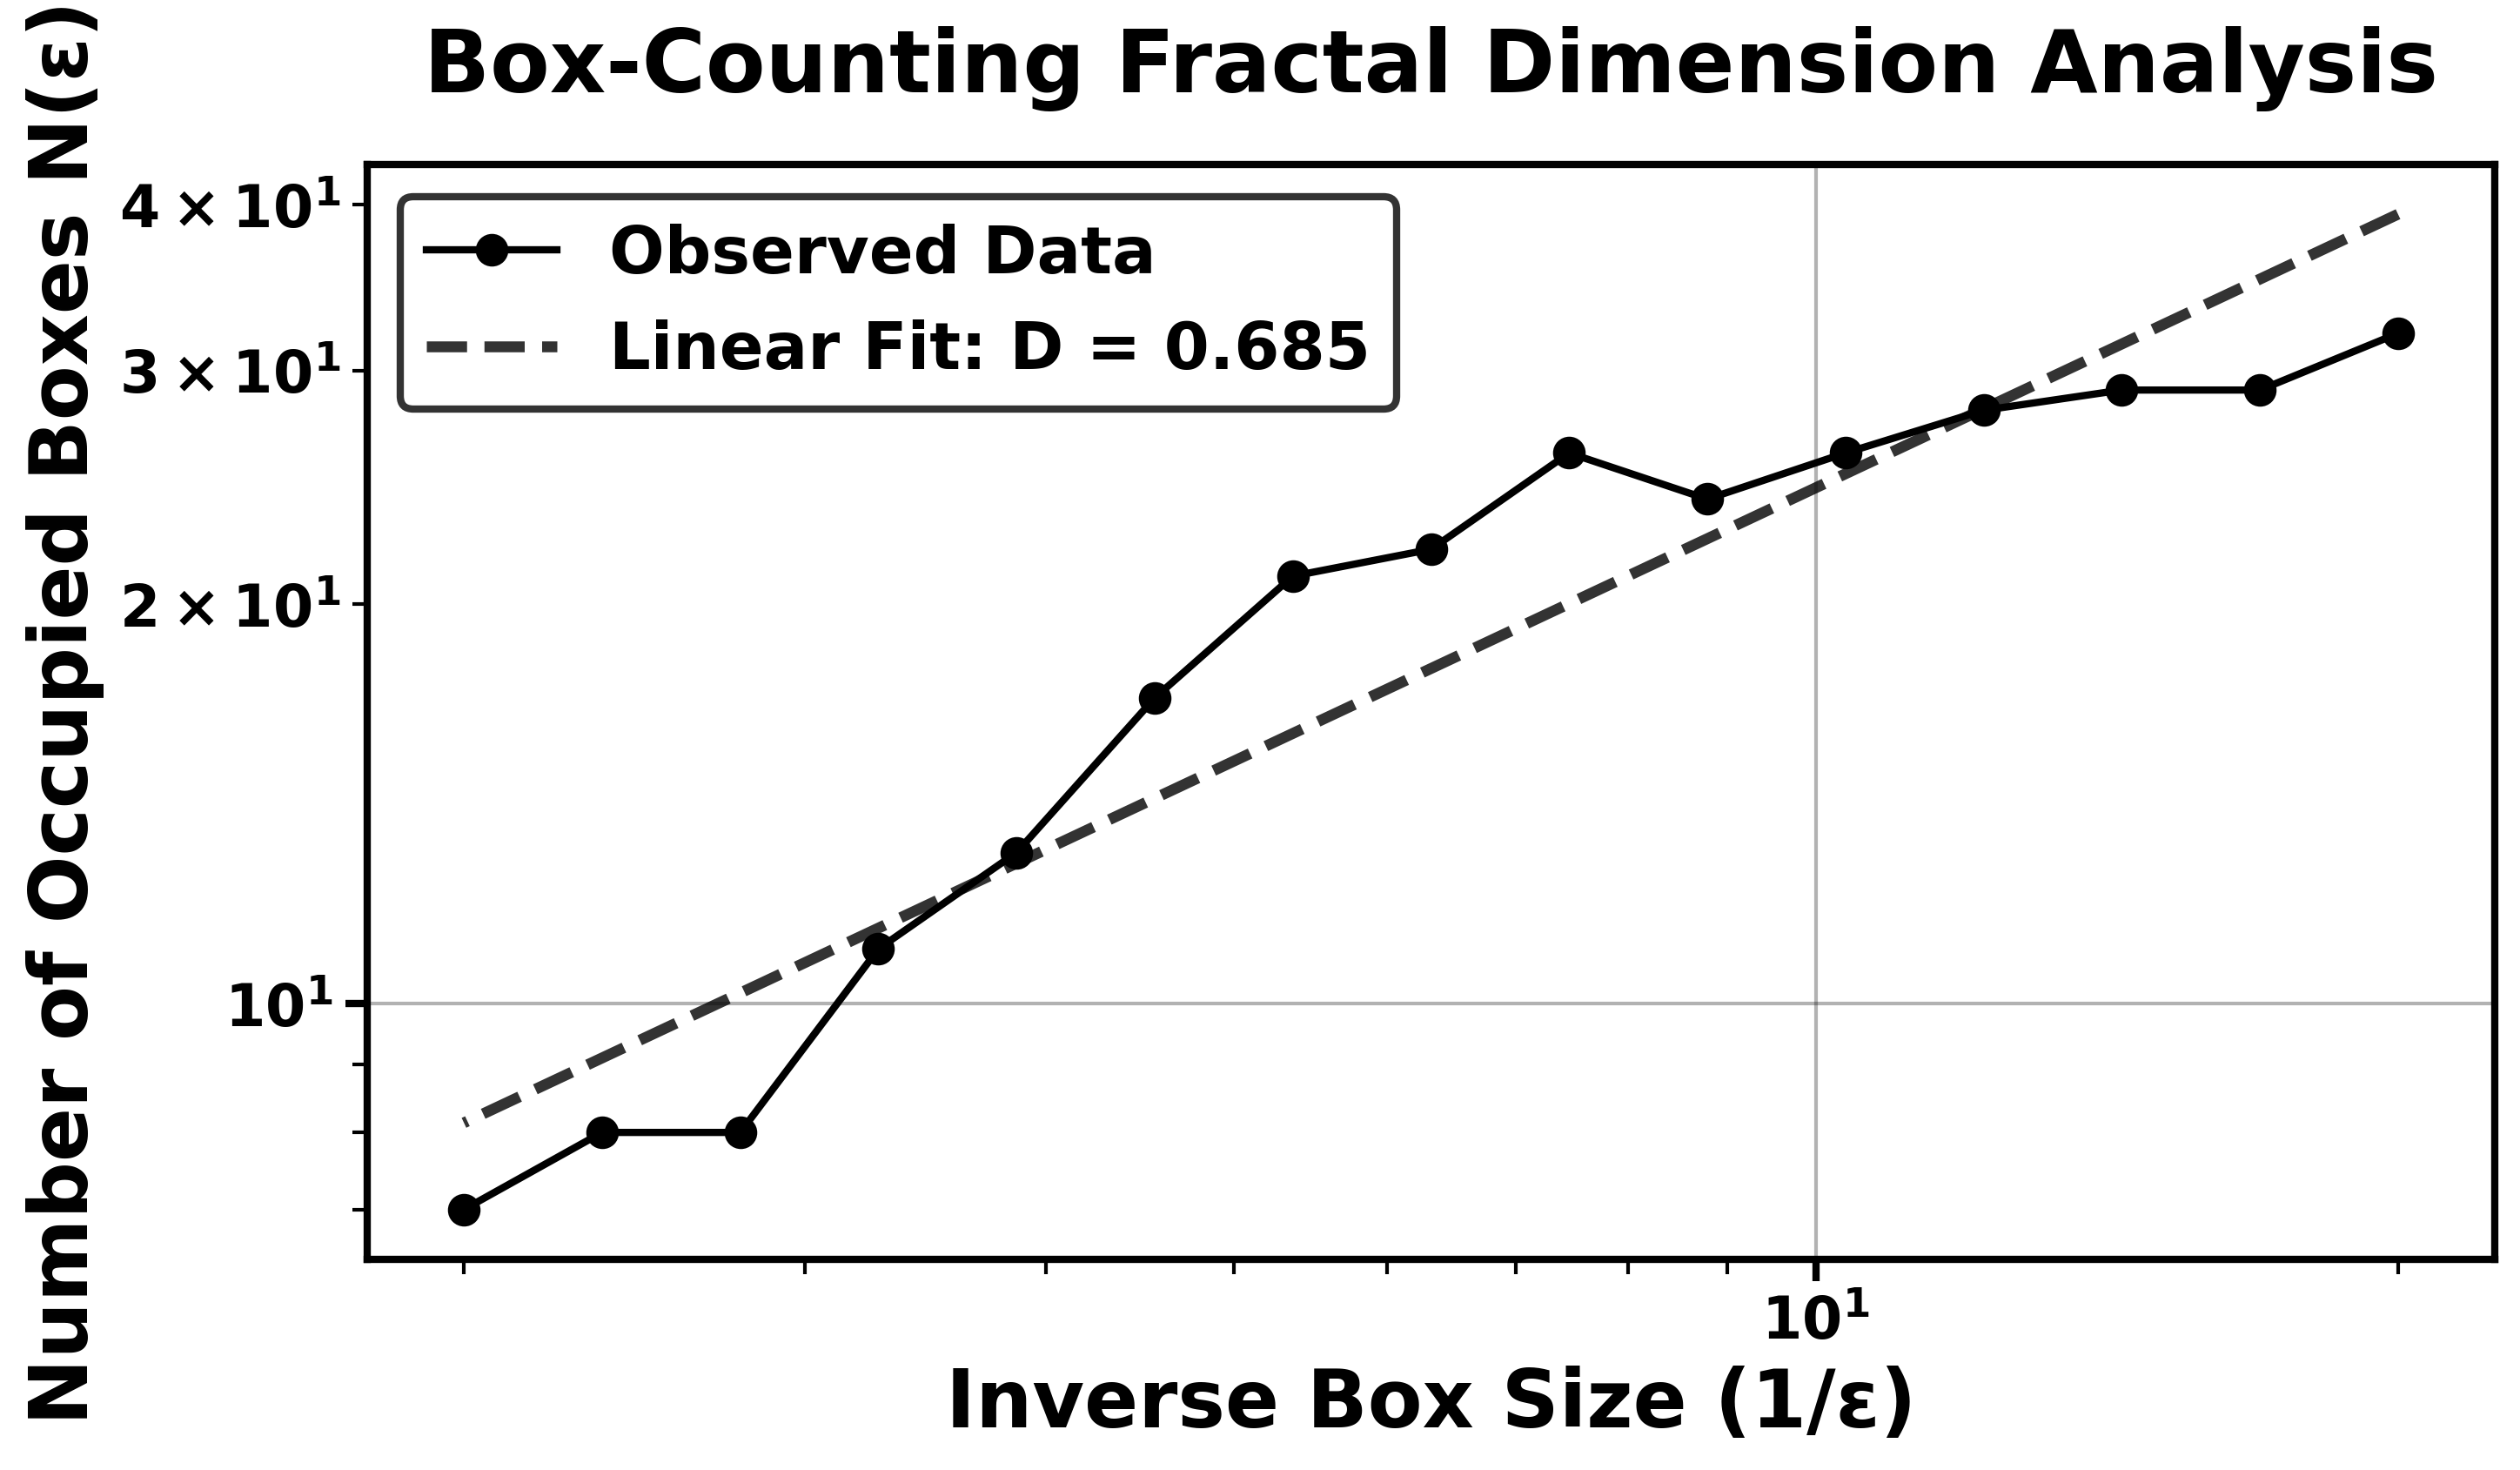 Box-Counting Fractal Dimension Analysis
Number of Occupied Boxes N(ε)
4 × 10¹
3 × 10¹
2 × 10¹
10¹
Observed Data
Linear Fit: D = 0.685
10¹
Inverse Box Size (1/ε)